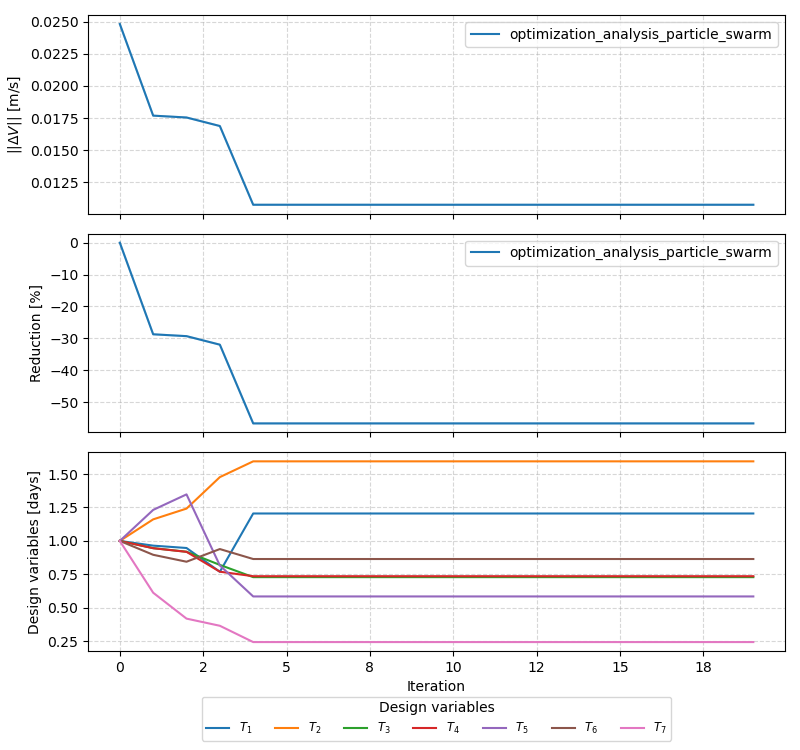 0.0250
0.0225
0.0200
0.0175
0.0150
0.0125
||ΔV|| [m/s]
optimization_analysis_particle_swarm
0
−10
−20
−30
−40
−50
Reduction [%]
optimization_analysis_particle_swarm
1.50
1.25
1.00
0.75
0.50
0.25
Design variables [days]
0 2 5 8 10 12 15 18
Iteration
Design variables
T₁ T₂ T₃ T₄ T₅ T₆ T₇